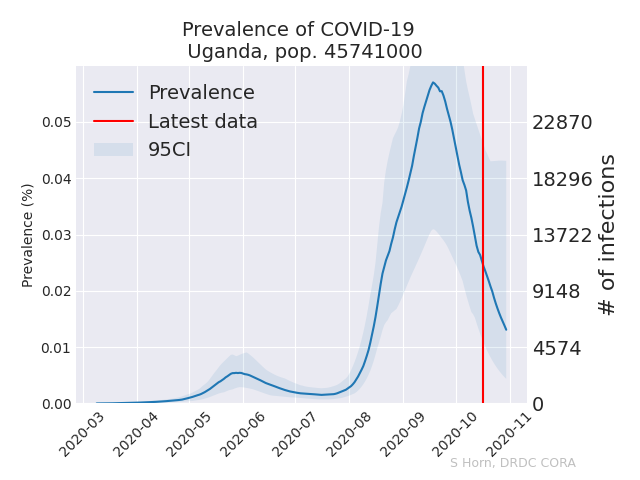 Prevalence of COVID-19
Uganda, pop. 45741000
Prevalence
Latest data
95CI
Prevalence (%)
0.05
0.04
0.03
0.02
0.01
0.00
22870
18296
13722
9148
4574
0
# of infections
2020-03
2020-04
2020-05
2020-06
2020-07
2020-08
2020-09
2020-10
2020-11
S Horn, DRDC CORA